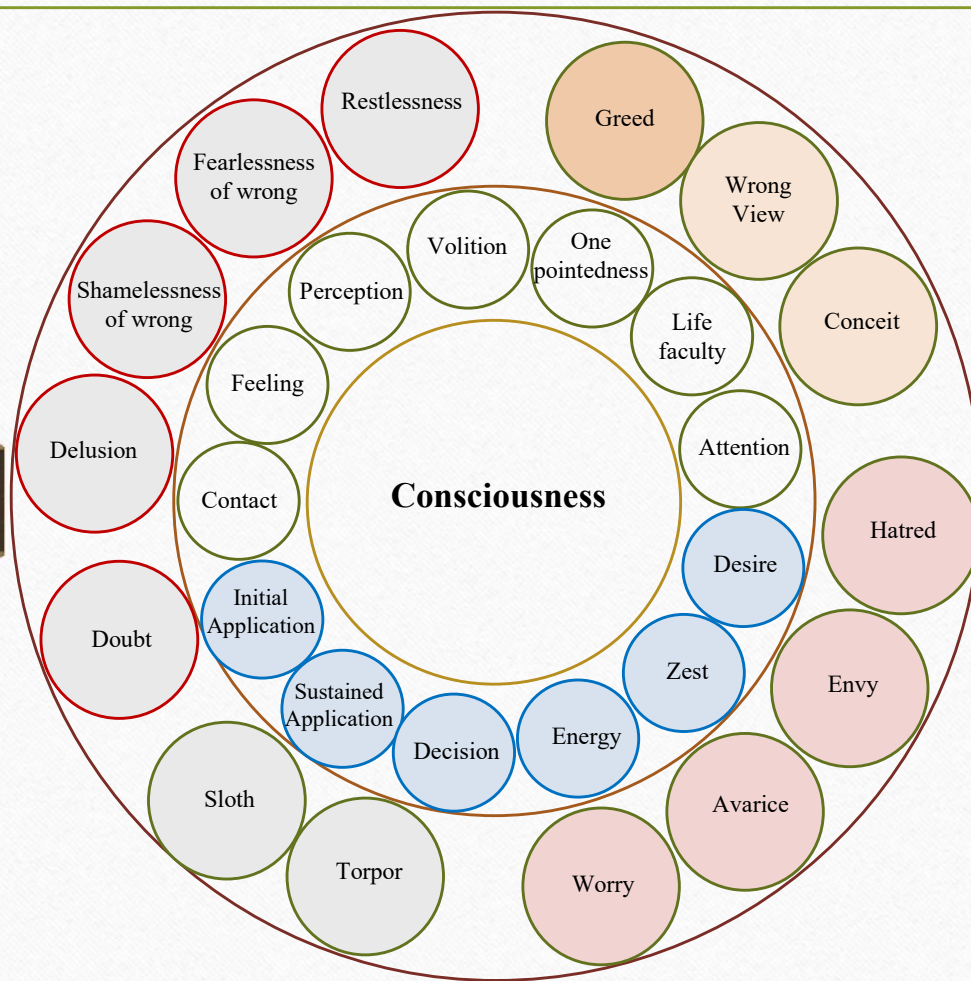 Restlessness
Greed
Fearlessness
of wrong
Wrong
View
Shamelessness
of wrong
Conceit
Delusion
Hatred
Doubt
Envy
Sloth
Avarice
Torpor
Worry
Volition
One
pointedness
Perception
Life
faculty
Feeling
Attention
Contact
Desire
Initial
Application
Zest
Sustained
Application
Energy
Decision
Consciousness